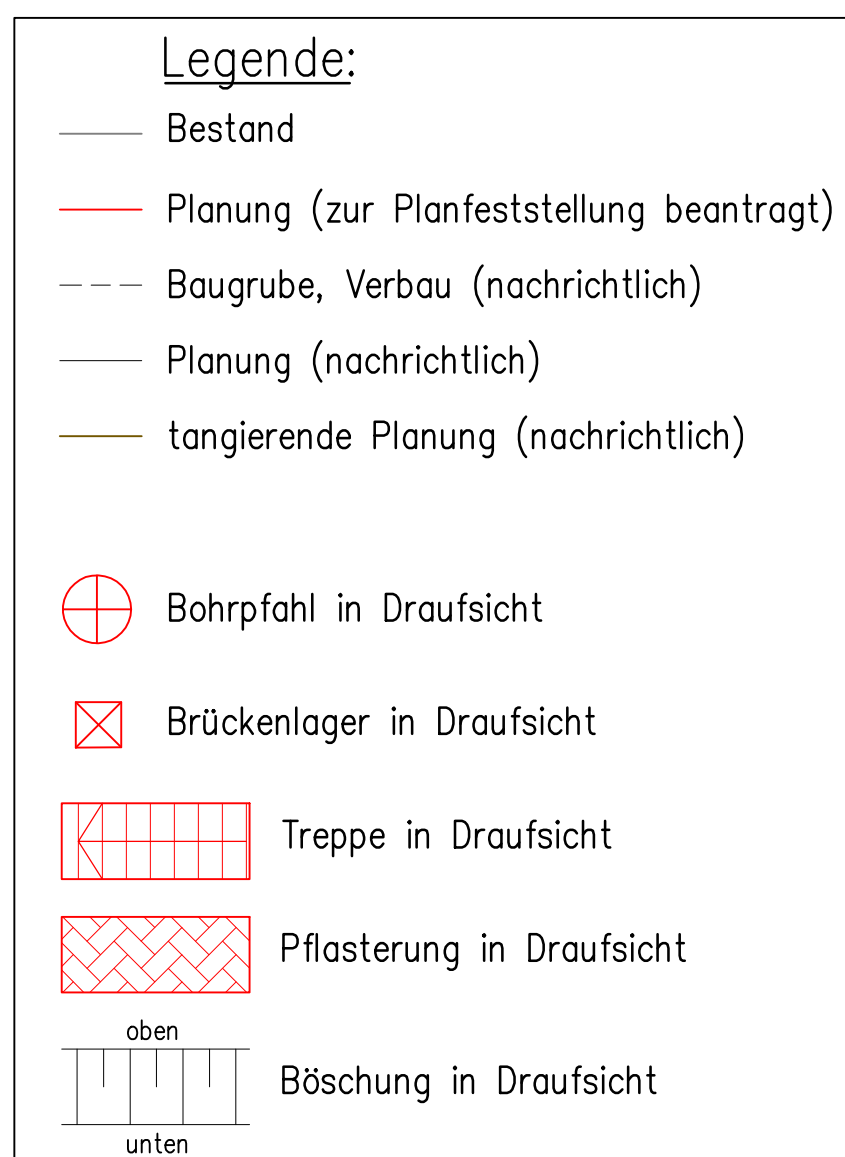 Legende:
Bestand
Planung (zur Planfeststellung beantragt)
Baugrube, Verbau (nachrichtlich)
Planung (nachrichtlich)
tangierende Planung (nachrichtlich)
Bohrpfahl in Draufsicht
Brückenlager in Draufsicht
Treppe in Draufsicht
Pflasterung in Draufsicht
oben
Böschung in Draufsicht
unten